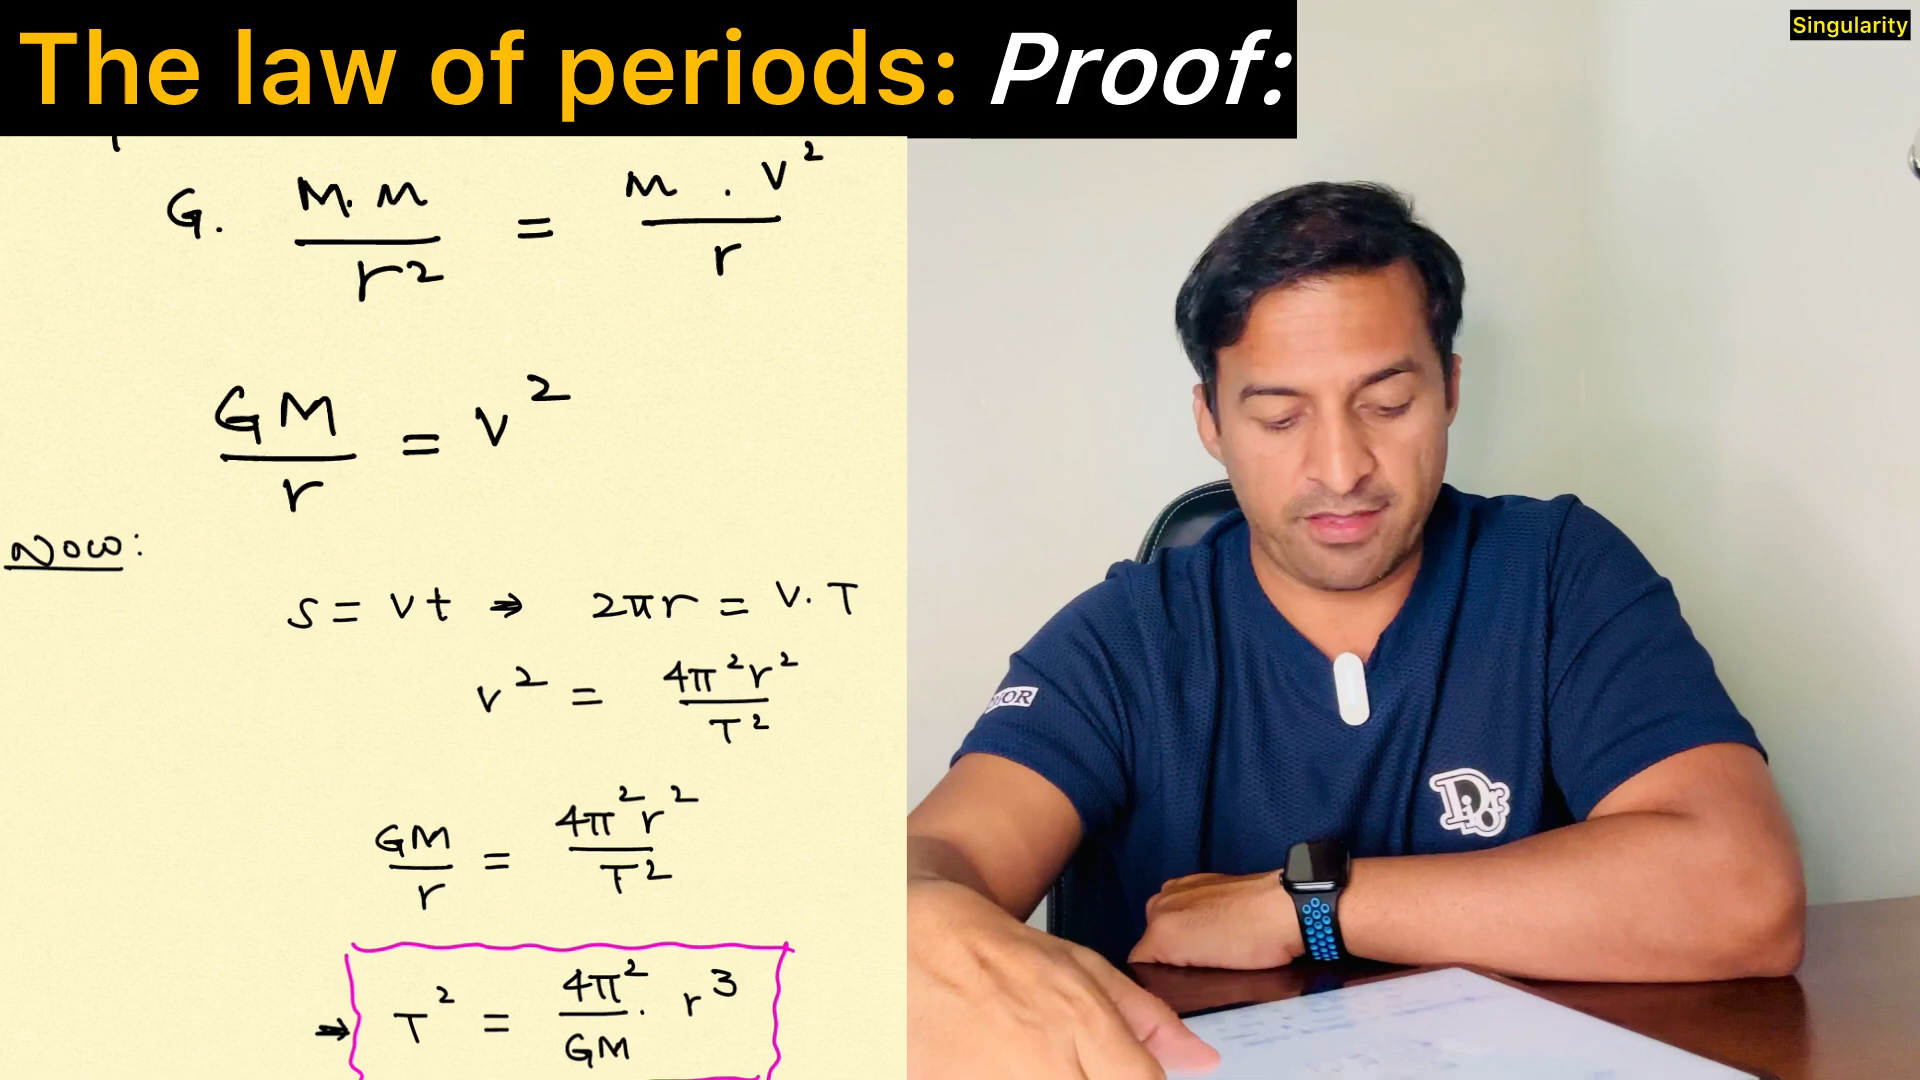 The law of periods: Proof:
Singularity
G. M.m/r² = m . v²/r
GM/r = v²
Now:
s = vt → 2πr = v.T
v² = 4π²r²/T²
GM/r = 4π²r²/T²
→ T² = 4π²/GM . r³
DIOR
Dior